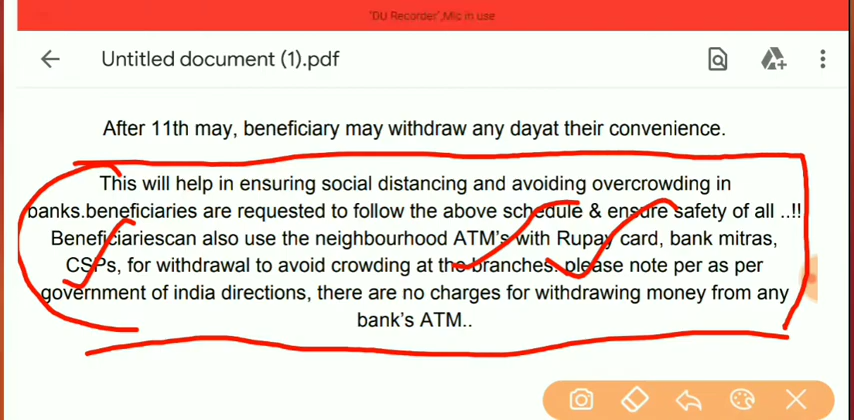 "DU Recorder",Mic in use
Untitled document (1).pdf
After 11th may, beneficiary may withdraw any dayat their convenience.
This will help in ensuring social distancing and avoiding overcrowding in
banks.beneficiaries are requested to follow the above schedule & ensure safety of all ..!!
Beneficiariescan also use the neighbourhood ATM's with Rupay card, bank mitras,
CSPs, for withdrawal to avoid crowding at the branches. please note per as per
government of india directions, there are no charges for withdrawing money from any
bank's ATM..